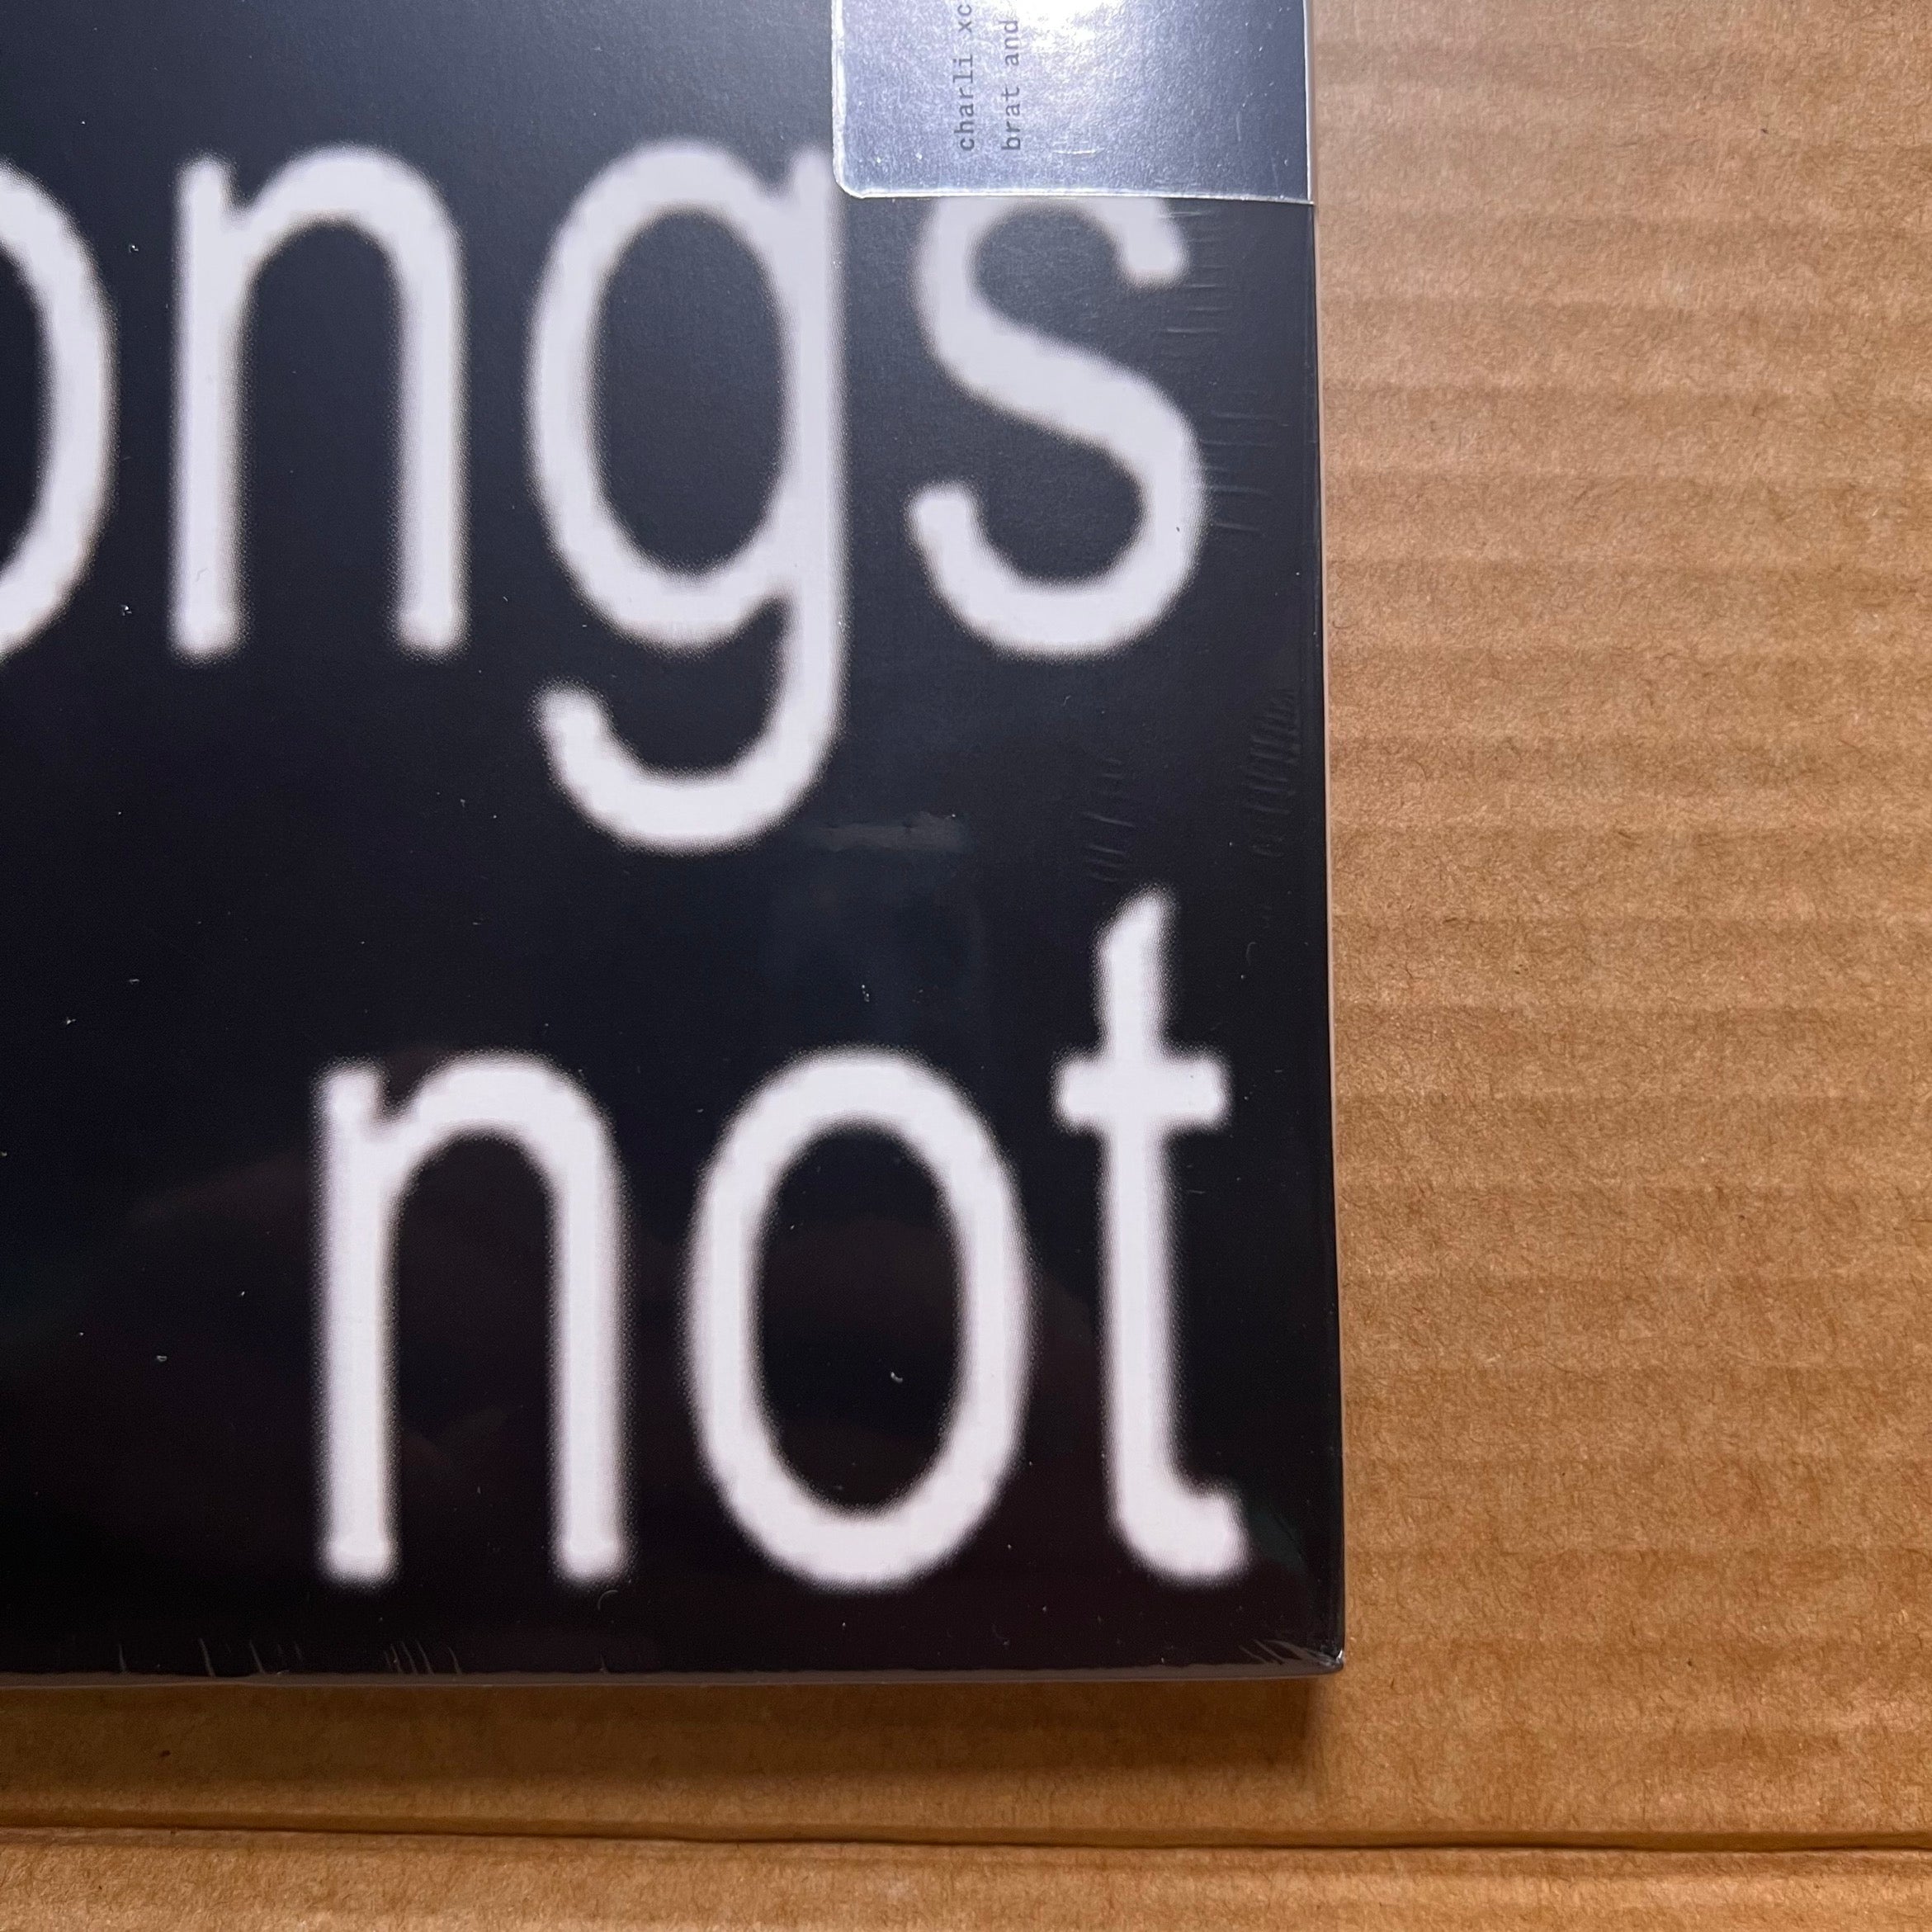 charli xc
brat and
ongs
not